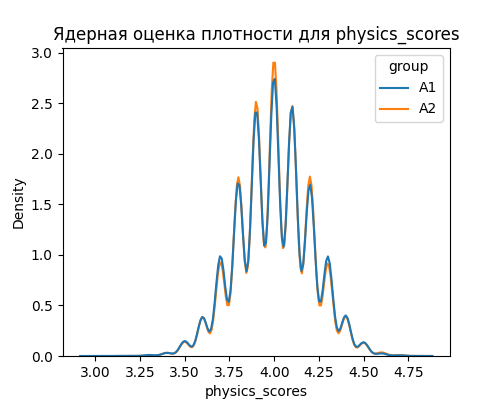 Ядерная оценка плотности для physics_scores
group
A1
A2
Density
3.0
2.5
2.0
1.5
1.0
0.5
0.0
3.00 3.25 3.50 3.75 4.00 4.25 4.50 4.75
physics_scores